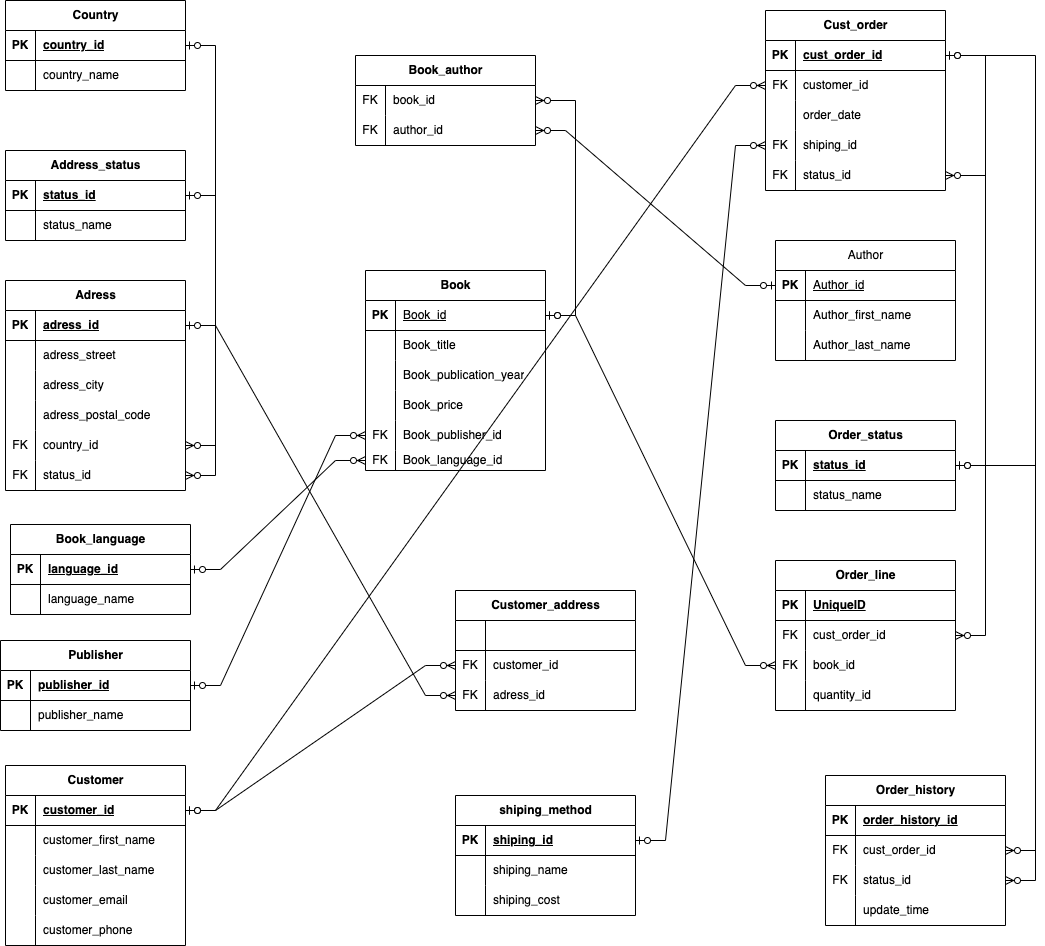 Country
PK country_id
country_name
Address_status
PK status_id
status_name
Adress
PK adress_id
adress_street
adress_city
adress_postal_code
FK country_id
FK status_id
Book_language
PK language_id
language_name
Publisher
PK publisher_id
publisher_name
Customer
PK customer_id
customer_first_name
customer_last_name
customer_email
customer_phone
Book_author
FK book_id
FK author_id
Book
PK Book_id
Book_title
Book_publication_year
Book_price
FK Book_publisher_id
FK Book_language_id
Customer_address
FK customer_id
FK adress_id
shiping_method
PK shiping_id
shiping_name
shiping_cost
Cust_order
PK cust_order_id
FK customer_id
order_date
FK shiping_id
FK status_id
Author
PK Author_id
Author_first_name
Author_last_name
Order_status
PK status_id
status_name
Order_line
PK UniqueID
FK cust_order_id
FK book_id
quantity_id
Order_history
PK order_history_id
FK cust_order_id
FK status_id
update_time